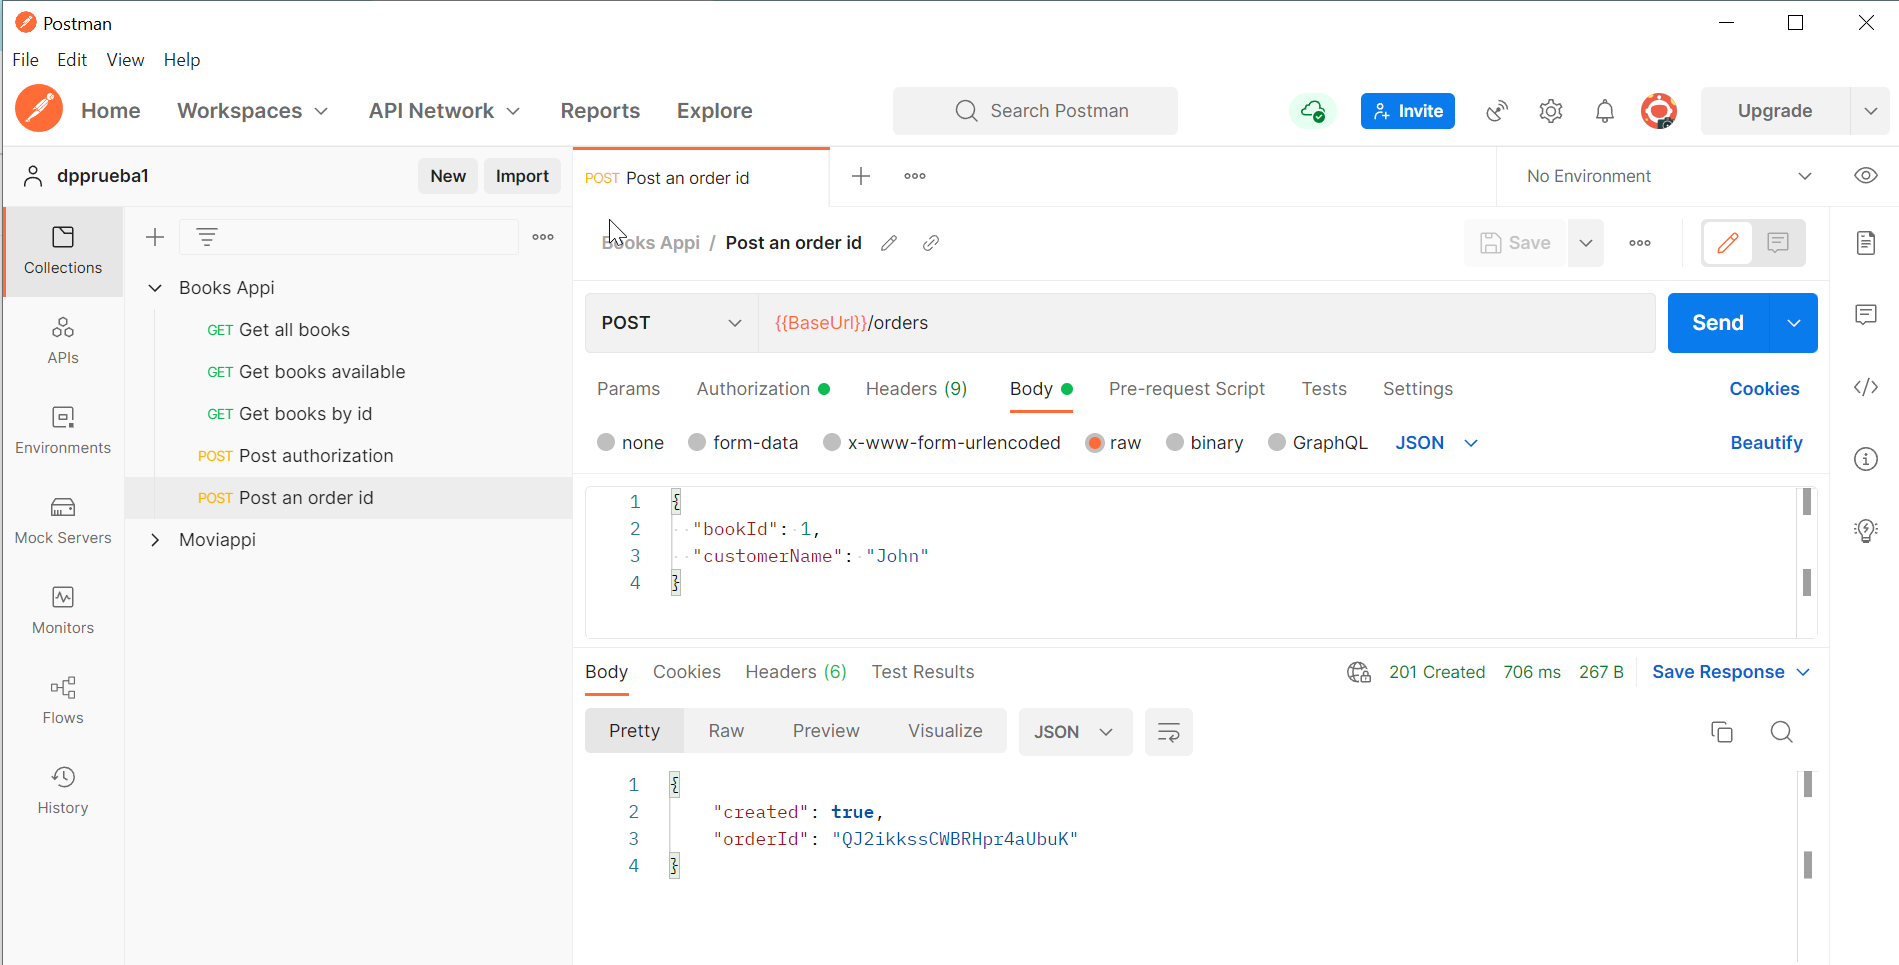 Postman
File Edit View Help
Home Workspaces API Network Reports Explore Search Postman Invite Upgrade
dpprueba1 New Import
POST Post an order id
No Environment
Collections
APIs
Environments
Mock Servers
Monitors
Flows
History
Books Appi
GET Get all books
GET Get books available
GET Get books by id
POST Post authorization
POST Post an order id
Moviappi
Books Appi / Post an order id Save
POST {{BaseUrl}}/orders Send
Params Authorization Headers (9) Body Pre-request Script Tests Settings Cookies
none form-data x-www-form-urlencoded raw binary GraphQL JSON Beautify
1 {
2 "bookId": 1,
3 "customerName": "John"
4 }
Body Cookies Headers (6) Test Results 201 Created 706 ms 267 B Save Response
Pretty Raw Preview Visualize JSON
1 {
2 "created": true,
3 "orderId": "QJ2ikkssCWBRHpr4aUbuK"
4 }